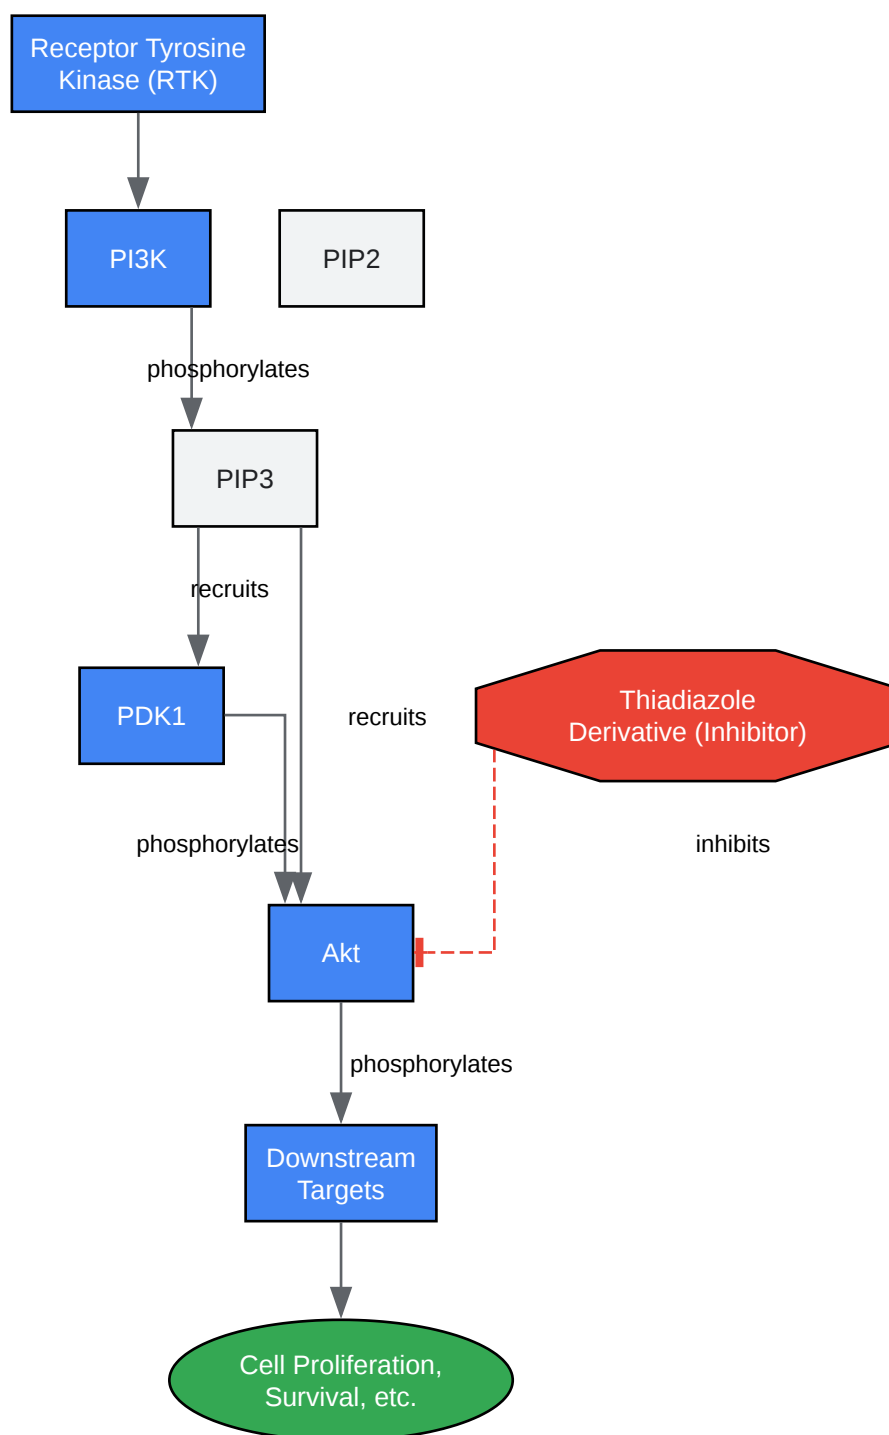 Receptor Tyrosine
Kinase (RTK)
PI3K
PIP2
phosphorylates
PIP3
recruits
PDK1
recruits
Thiadiazole
Derivative (Inhibitor)
phosphorylates
inhibits
Akt
phosphorylates
Downstream
Targets
Cell Proliferation,
Survival, etc.